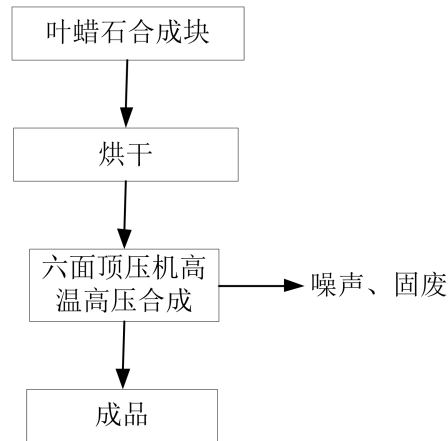 叶蜡石合成块
烘干
六面顶压机高
温高压合成
噪声、固废
成品